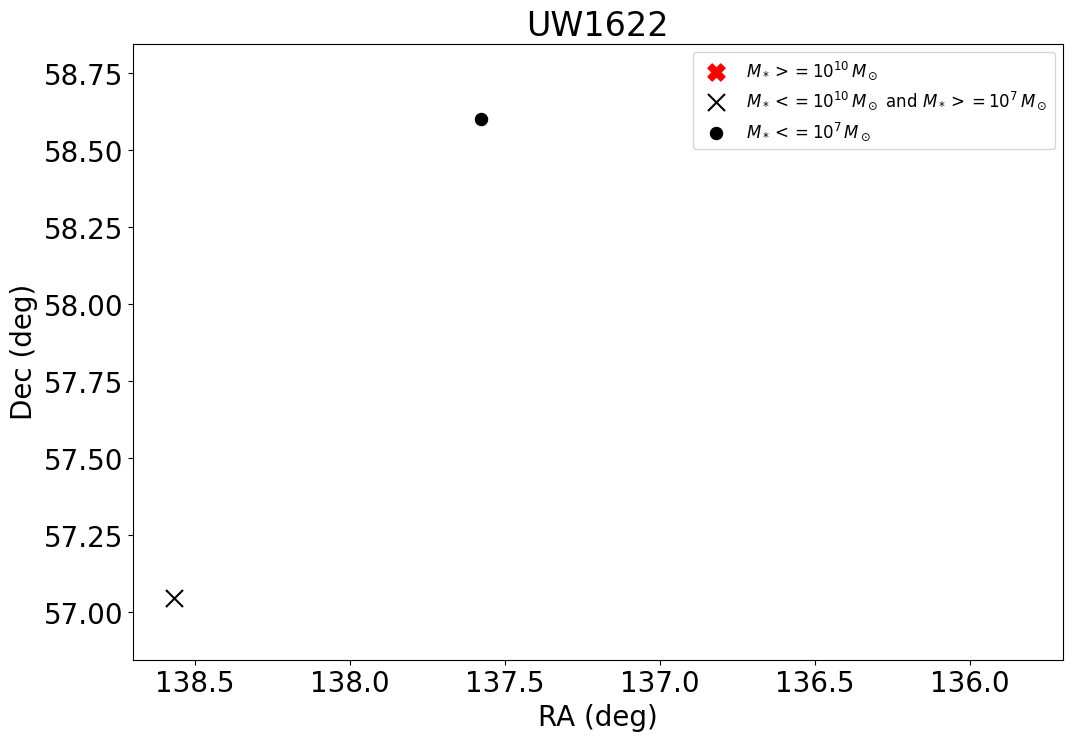 UW1622
58.75
58.50
58.25
58.00
57.75
57.50
57.25
57.00
Dec (deg)
138.5 138.0 137.5 137.0 136.5 136.0
RA (deg)
M* >= 10^10 M⊙
M* <= 10^10 M⊙ and M* >= 10^7 M⊙
M* <= 10^7 M⊙